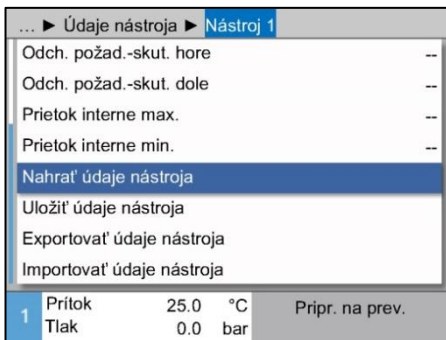 ... ► Údaje nástroja ► Nástroj 1
Odch. požad.-skut. hore --
Odch. požad.-skut. dole --
Prietok interne max. --
Prietok interne min. --
Nahrať údaje nástroja
Uložiť údaje nástroja
Exportovať údaje nástroja
Importovať údaje nástroja
1 Prítok 25.0 °C Pripr. na prev.
Tlak 0.0 bar